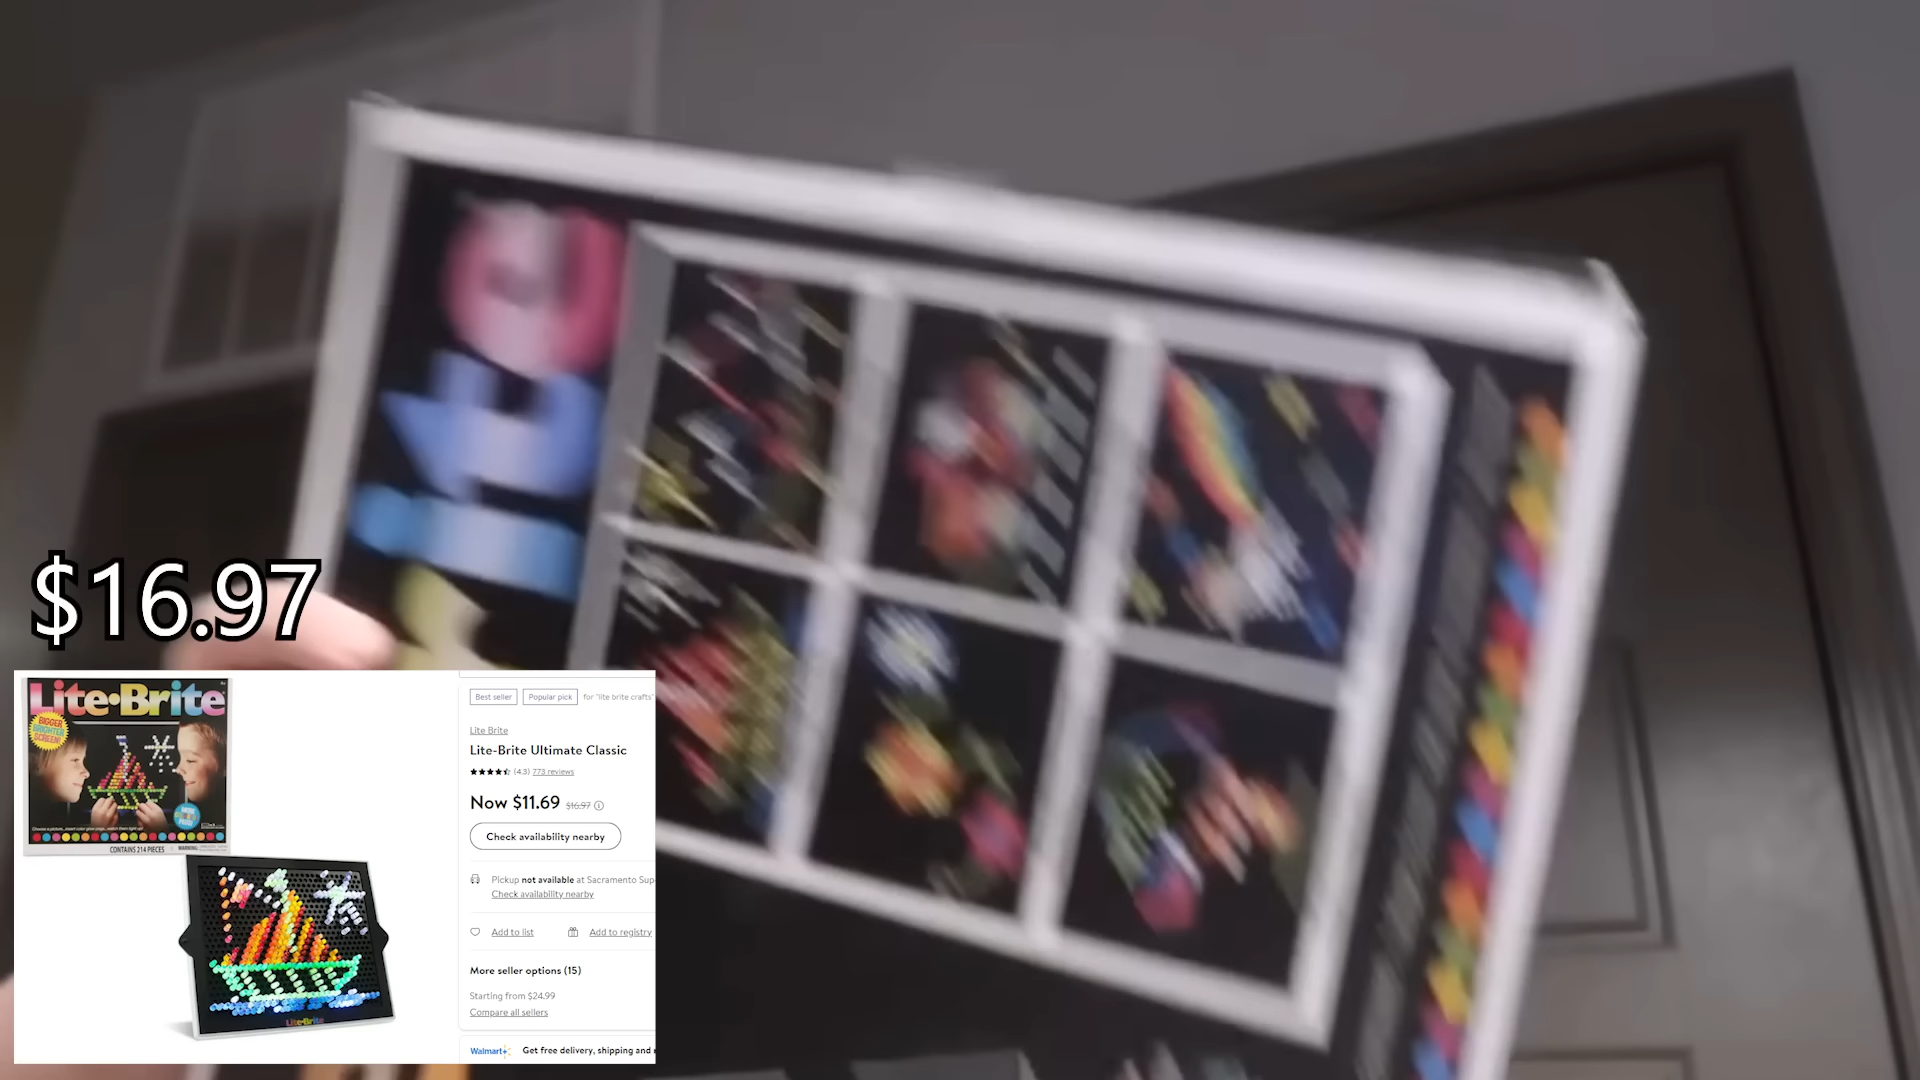 $16.97
Lite•Brite
BIGGER
BRIGHTER
SCREEN!
CONTAINS 214 PIECES
WARNING:
Lite•Brite
Best seller
Popular pick
for "lite brite crafts"
Lite Brite
Lite-Brite Ultimate Classic
(4.3) 773 reviews
Now $11.69 $16.97
Check availability nearby
Pickup not available at Sacramento Sup
Check availability nearby
Add to list
Add to registry
More seller options (15)
Starting from $24.99
Compare all sellers
Walmart+
Get free delivery, shipping and